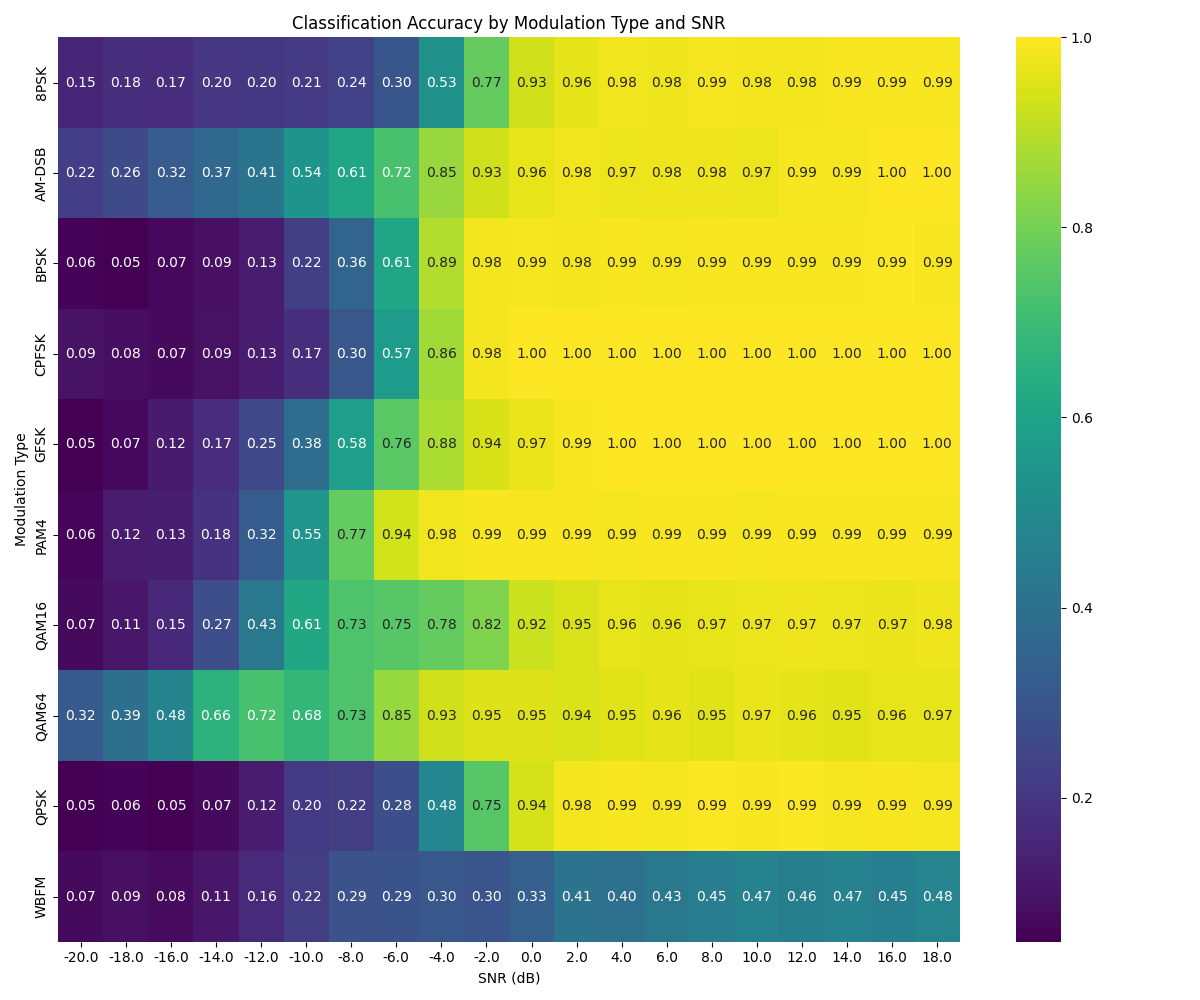 Classification Accuracy by Modulation Type and SNR
Modulation Type
8PSK 0.15 0.18 0.17 0.20 0.20 0.21 0.24 0.30 0.53 0.77 0.93 0.96 0.98 0.98 0.99 0.98 0.98 0.99 0.99
AM-DSB 0.22 0.26 0.32 0.37 0.41 0.54 0.61 0.72 0.85 0.93 0.96 0.98 0.97 0.98 0.98 0.97 0.99 0.99 1.00 1.00
BPSK 0.06 0.05 0.07 0.09 0.13 0.22 0.36 0.61 0.89 0.98 0.99 0.98 0.99 0.99 0.99 0.99 0.99 0.99 0.99 0.99
CPFSK 0.09 0.08 0.07 0.09 0.13 0.17 0.30 0.57 0.86 0.98 1.00 1.00 1.00 1.00 1.00 1.00 1.00 1.00 1.00 1.00
GFSK 0.05 0.07 0.12 0.17 0.25 0.38 0.58 0.76 0.88 0.94 0.97 0.99 1.00 1.00 1.00 1.00 1.00 1.00 1.00 1.00
PAM4 0.06 0.12 0.13 0.18 0.32 0.55 0.77 0.94 0.98 0.99 0.99 0.99 0.99 0.99 0.99 0.99 0.99 0.99 0.99 0.99
QAM16 0.07 0.11 0.15 0.27 0.43 0.61 0.73 0.75 0.78 0.82 0.92 0.95 0.96 0.96 0.97 0.97 0.97 0.97 0.97 0.98
QAM64 0.32 0.39 0.48 0.66 0.72 0.68 0.73 0.85 0.93 0.95 0.95 0.94 0.95 0.96 0.95 0.97 0.96 0.95 0.96 0.97
QPSK 0.05 0.06 0.05 0.07 0.12 0.20 0.22 0.28 0.48 0.75 0.94 0.98 0.99 0.99 0.99 0.99 0.99 0.99 0.99 0.99
WBFM 0.07 0.09 0.08 0.11 0.16 0.22 0.29 0.29 0.30 0.30 0.33 0.41 0.40 0.43 0.45 0.47 0.46 0.47 0.45 0.48
-20.0 -18.0 -16.0 -14.0 -12.0 -10.0 -8.0 -6.0 -4.0 -2.0 0.0 2.0 4.0 6.0 8.0 10.0 12.0 14.0 16.0 18.0
SNR (dB)
1.0
0.8
0.6
0.4
0.2